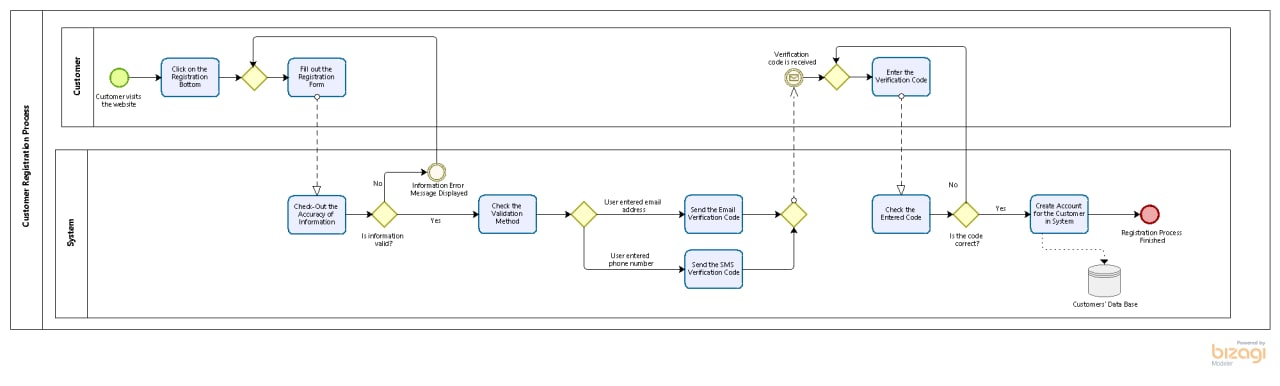 Customer Registration Process
Customer
Customer visits
the website
Click on the
Registration
Bottom
Fill out the
Registration
Form
Verification
code is received
Enter the
Verification Code
System
Check-Out the
Accuracy of
Information
Is information
valid?
No
Yes
Information Error
Message Displayed
Check the
Validation
Method
User entered email
address
User entered
phone number
Send the Email
Verification Code
Send the SMS
Verification Code
Check the
Entered Code
Is the code
correct?
No
Yes
Create Account
for the Customer
in System
Registration Process
Finished
Customers' Data Base
Powered by
bizagi
Modeler